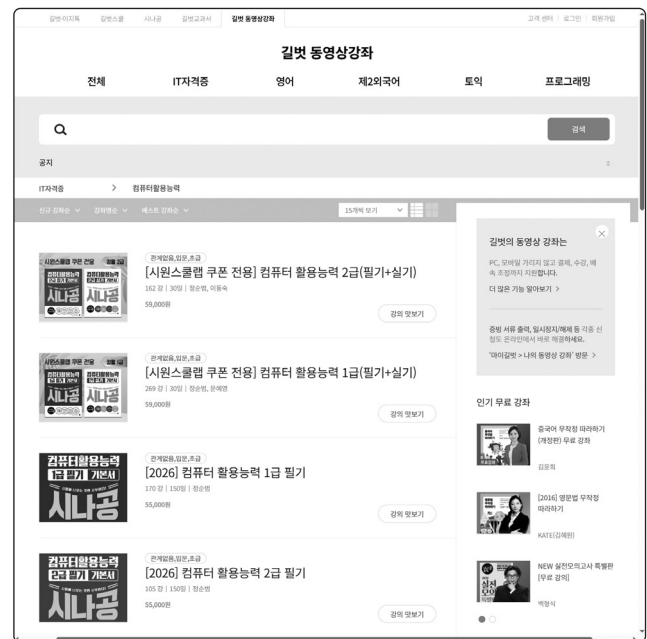 길벗·이지톡 길벗스쿨 시나공 길벗교과서 길벗 동영상강좌 고객 센터 로그인 회원가입
길벗 동영상강좌
전체 IT자격증 영어 제2외국어 토익 프로그래밍
검색
공지
IT자격증 > 컴퓨터활용능력
신규 강좌순 강좌명순 베스트 강좌순 15개씩 보기
관계없음,입문,초급
[시원스쿨랩 쿠폰 전용] 컴퓨터 활용능력 2급(필기+실기)
162 강 | 30일 | 정순범, 이동숙
59,000원
강의 맛보기
관계없음,입문,초급
[시원스쿨랩 쿠폰 전용] 컴퓨터 활용능력 1급(필기+실기)
269 강 | 30일 | 정순범, 문혜영
59,000원
강의 맛보기
컴퓨터활용능력
1급 필기 기본서
시나공
관계없음,입문,초급
[2026] 컴퓨터 활용능력 1급 필기
170 강 | 150일 | 정순범
55,000원
강의 맛보기
컴퓨터활용능력
2급 필기 기본서
시나공
관계없음,입문,초급
[2026] 컴퓨터 활용능력 2급 필기
105 강 | 150일 | 정순범
55,000원
강의 맛보기
길벗의 동영상 강좌는
PC, 모바일 가리지 않고 결제, 수강, 배
속 조정까지 지원합니다.
더 많은 기능 알아보기 >
증빙 서류 출력, 일시정지/해제 등 각종 신
청도 온라인에서 바로 해결하세요.
'마이길벗 > 나의 동영상 강좌' 방문 >
인기 무료 강좌
중국어 무작정 따라하기
(개정판) 무료 강좌
김윤희
[2016] 영문법 무작정
따라하기
KATE(김혜원)
NEW 실전모의고사 특별판
[무료 강의]
백형식